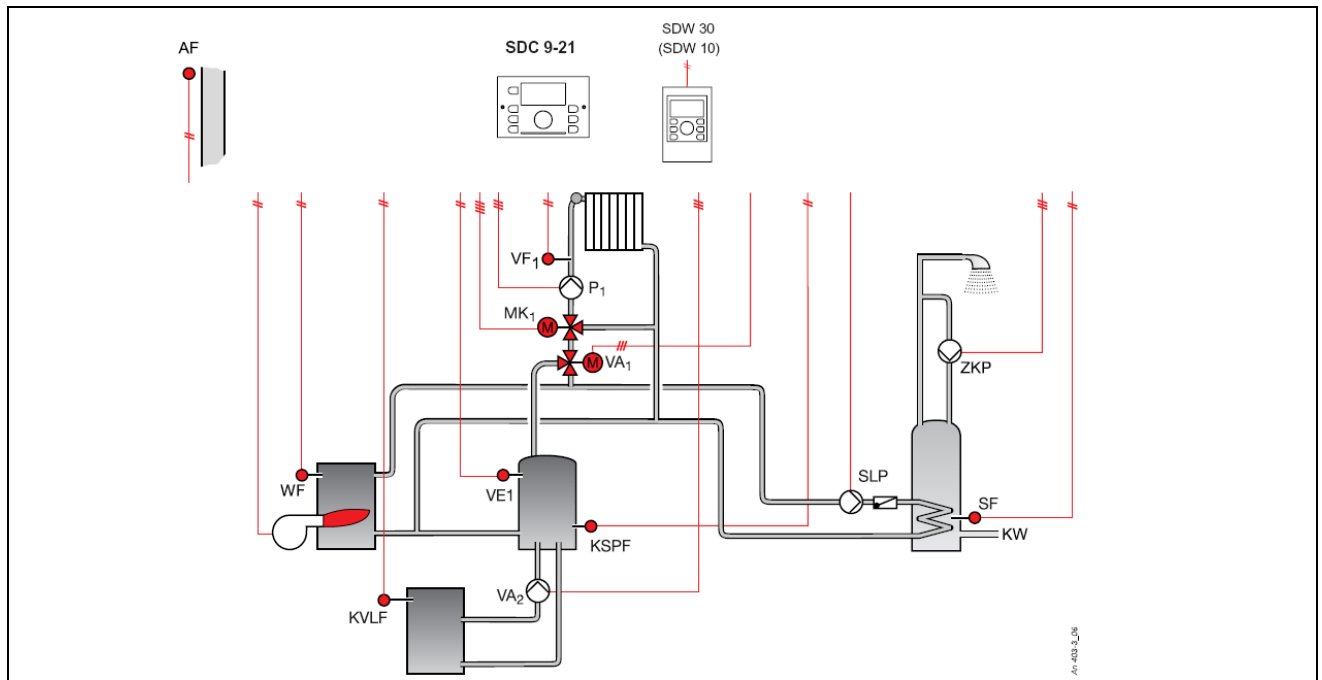 AF
SDC 9-21
SDW 30
(SDW 10)
VF1
P1
MK1
M
M
VA1
ZKP
WF
VE1
SLP
SF
KSPF
KW
VA2
KVLF
An 403-3_06